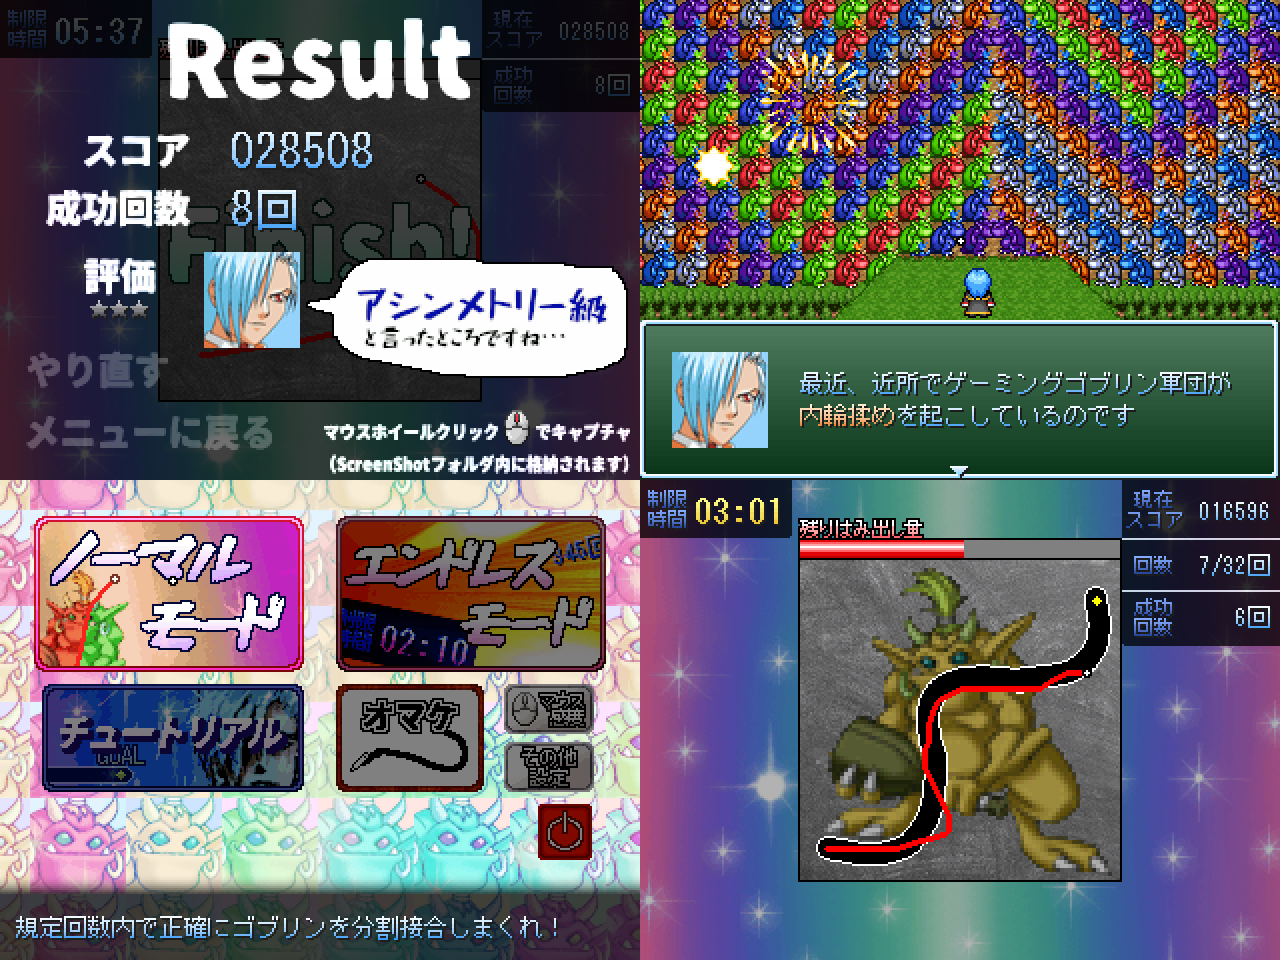 制限時間 05:37
Result
現在スコア 028508
成功回数 8回
スコア 028508
成功回数 8回
Finish!
評価
★★★
アシンメトリー級
と言ったところですね…
やり直す
メニューに戻る
マウスホイールクリック でキャプチャ
(ScreenShotフォルダ内に格納されます)
最近、近所でゲーミングゴブリン軍団が
内輪揉めを起こしているのです
ノーマル
モード
エンドレス
モード
制限時間 02:10
チュートリアル
GOAL
オマケ
マウス
その他
設定
規定回数内で正確にゴブリンを分割接合しまくれ！
制限時間 03:01
残りはみ出し量
現在スコア 016596
回数 7/32回
成功回数 6回